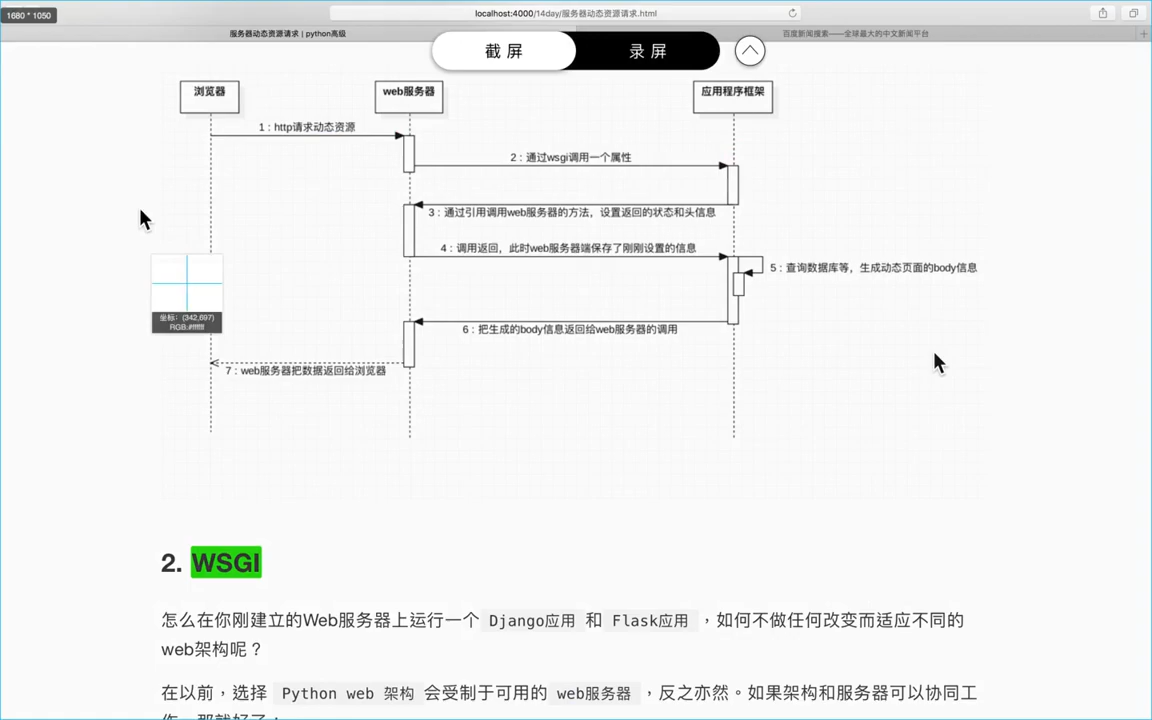 1680 * 1050
localhost:4000/14day/服务器动态资源请求.html
服务器动态资源请求 | python高级
百度新闻搜索——全球最大的中文新闻平台
截屏
录屏
浏览器
web服务器
应用程序框架
1：http请求动态资源
2：通过wsgi调用一个属性
3：通过引用调用web服务器的方法，设置返回的状态和头信息
4：调用返回，此时web服务器端保存了刚刚设置的信息
5：查询数据库等，生成动态页面的body信息
坐标：(342,697)
RGB:#ffffff
6：把生成的body信息返回给web服务器的调用
7：web服务器把数据返回给浏览器
2. WSGI
怎么在你刚建立的Web服务器上运行一个 Django应用 和 Flask应用 ，如何不做任何改变而适应不同的
web架构呢？
在以前，选择 Python web 架构 会受制于可用的 web服务器 ，反之亦然。如果架构和服务器可以协同工
作，那就好了：